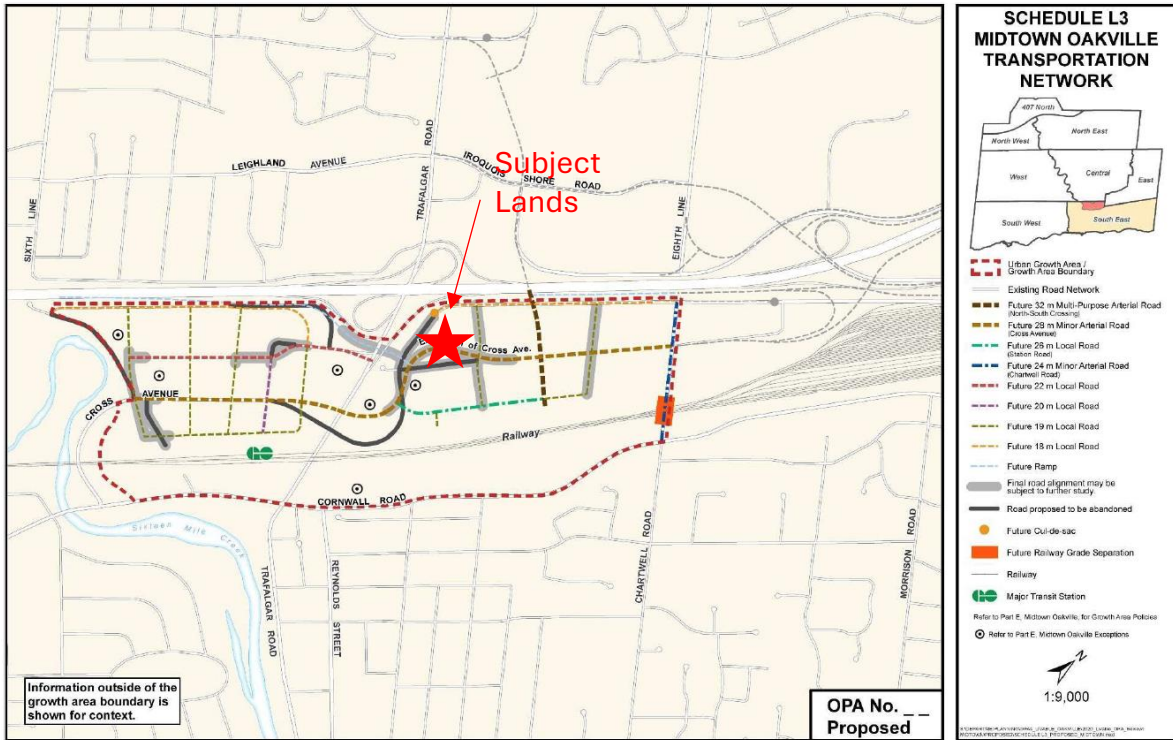 SCHEDULE L3
MIDTOWN OAKVILLE
TRANSPORTATION
NETWORK
407 North
North West
North East
West
Central
East
South West
South East
Urban Growth Area /
Growth Area Boundary
Existing Road Network
Future 32 m Multi-Purpose Arterial Road
(North-South Crossing)
Future 28 m Minor Arterial Road
(Cross Avenue)
Future 26 m Local Road
(Station Road)
Future 24 m Minor Arterial Road
(Chartwell Road)
Future 22 m Local Road
Future 20 m Local Road
Future 19 m Local Road
Future 18 m Local Road
Future Ramp
Final road alignment may be
subject to further study
Road proposed to be abandoned
Future Cul-de-sac
Future Railway Grade Separation
Railway
GO
Major Transit Station
Refer to Part E, Midtown Oakville, for Growth Area Policies
Refer to Part E, Midtown Oakville Exceptions
N
1:9,000
LEIGHLAND AVENUE
IROQUOIS SHORE ROAD
SIXTH LINE
TRAFALGAR ROAD
EIGHTH LINE
Subject
Lands
of Cross Ave.
CROSS AVENUE
Railway
GO
CORNWALL ROAD
Sixteen Mile Creek
TRAFALGAR ROAD
REYNOLDS STREET
CHARTWELL ROAD
MORRISON ROAD
Information outside of the
growth area boundary is
shown for context.
OPA No. _ _
Proposed